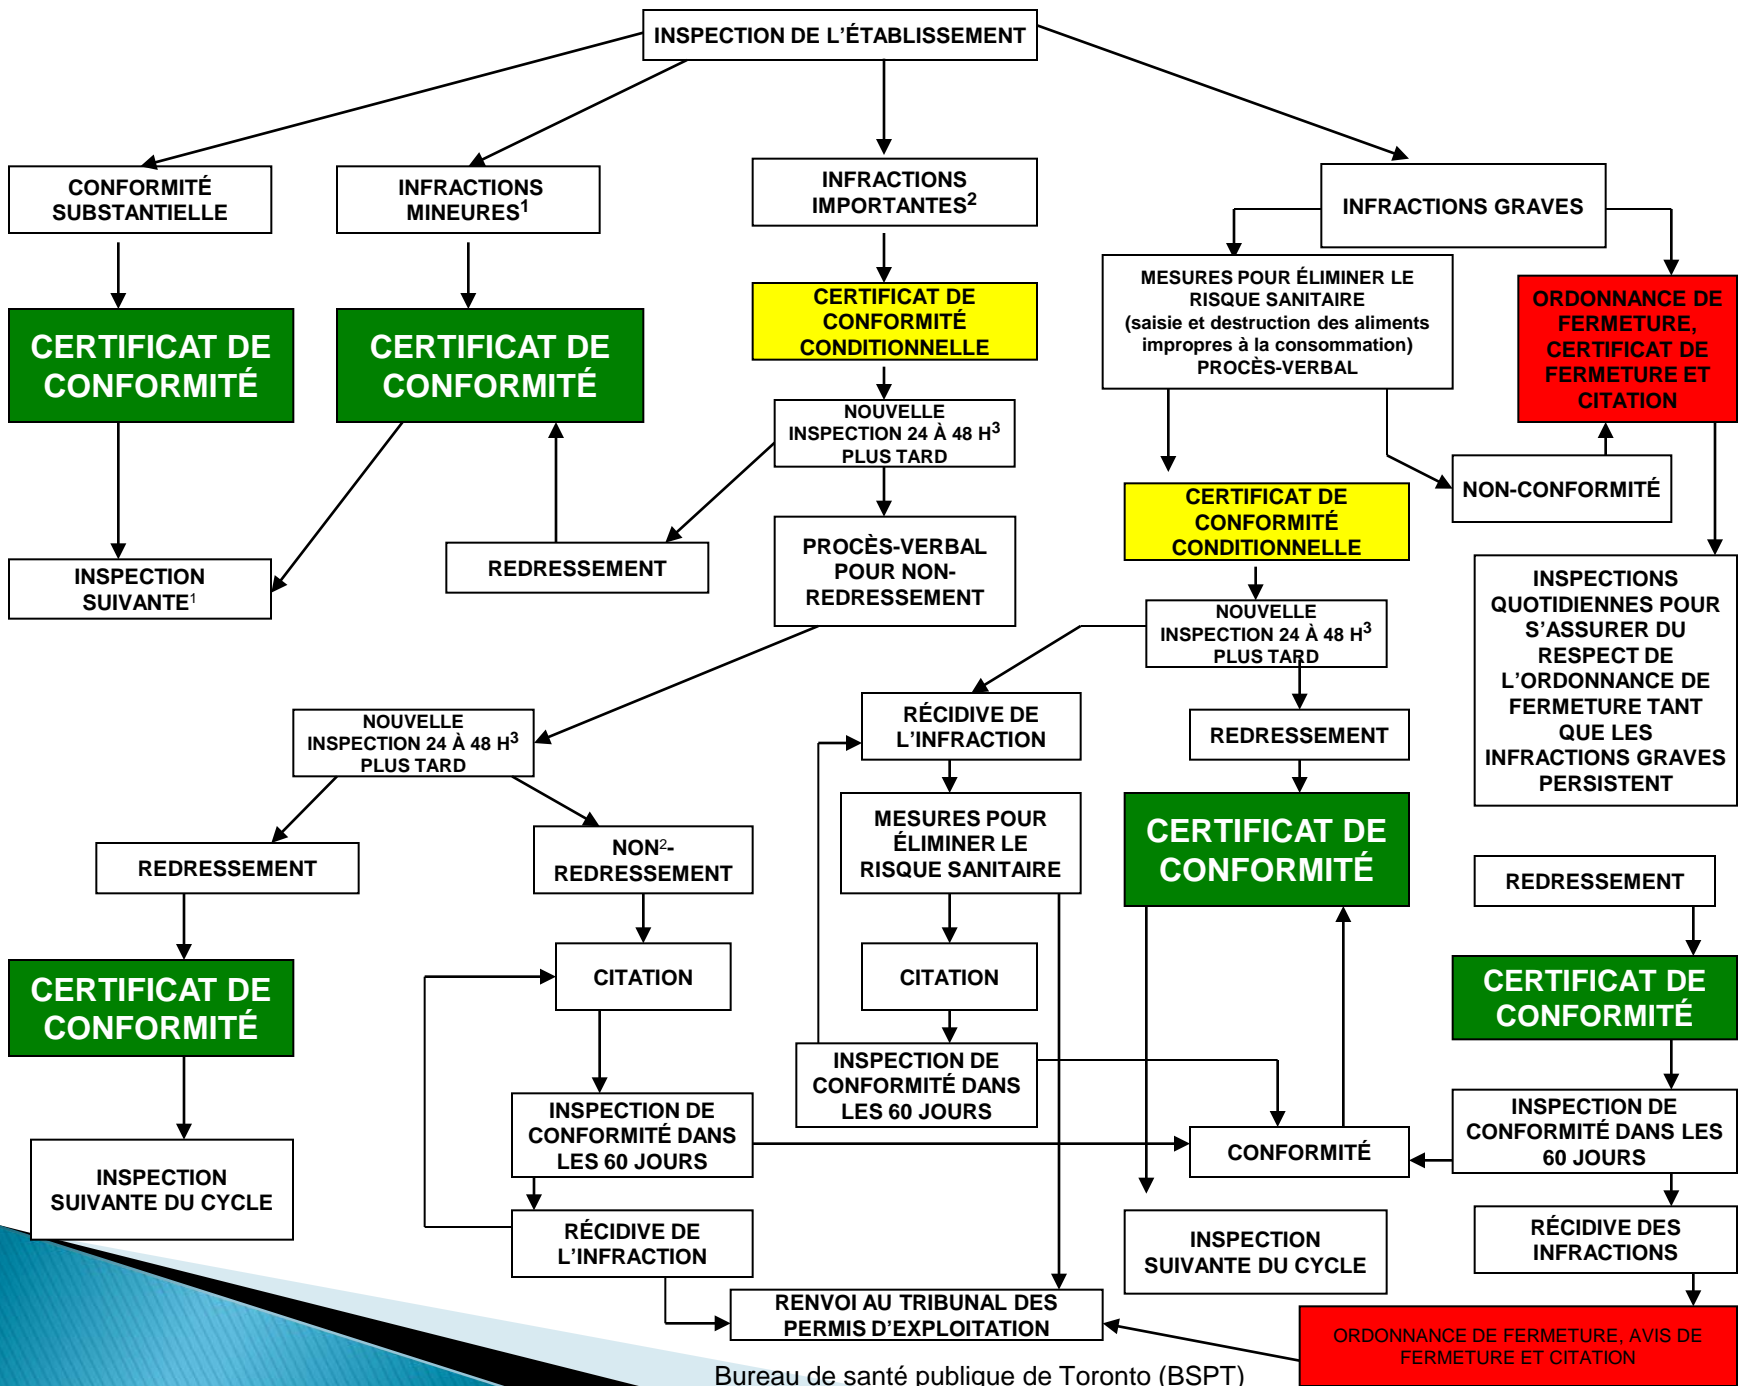 INSPECTION DE L’ÉTABLISSEMENT
CONFORMITÉ
SUBSTANTIELLE
INFRACTIONS
MINEURES1
INFRACTIONS
IMPORTANTES2
INFRACTIONS GRAVES
CERTIFICAT DE
CONFORMITÉ
CERTIFICAT DE
CONFORMITÉ
CERTIFICAT DE
CONFORMITÉ
CONDITIONNELLE
MESURES POUR ÉLIMINER LE
RISQUE SANITAIRE
(saisie et destruction des aliments
impropres à la consommation)
PROCÈS-VERBAL
ORDONNANCE DE
FERMETURE,
CERTIFICAT DE
FERMETURE ET
CITATION
NOUVELLE
INSPECTION 24 À 48 H3
PLUS TARD
NON-CONFORMITÉ
CERTIFICAT DE
CONFORMITÉ
CONDITIONNELLE
INSPECTION
SUIVANTE1
REDRESSEMENT
PROCÈS-VERBAL
POUR NON-
REDRESSEMENT
INSPECTIONS
QUOTIDIENNES POUR
S’ASSURER DU
RESPECT DE
L’ORDONNANCE DE
FERMETURE TANT
QUE LES
INFRACTIONS GRAVES
PERSISTENT
NOUVELLE
INSPECTION 24 À 48 H3
PLUS TARD
NOUVELLE
INSPECTION 24 À 48 H3
PLUS TARD
RÉCIDIVE DE
L’INFRACTION
REDRESSEMENT
MESURES POUR
ÉLIMINER LE
RISQUE SANITAIRE
CERTIFICAT DE
CONFORMITÉ
REDRESSEMENT
NON2-
REDRESSEMENT
REDRESSEMENT
CERTIFICAT DE
CONFORMITÉ
CITATION
CITATION
CERTIFICAT DE
CONFORMITÉ
INSPECTION DE
CONFORMITÉ DANS
LES 60 JOURS
INSPECTION DE
CONFORMITÉ DANS
LES 60 JOURS
CONFORMITÉ
INSPECTION DE
CONFORMITÉ DANS LES
60 JOURS
INSPECTION
SUIVANTE DU CYCLE
RÉCIDIVE DE
L’INFRACTION
INSPECTION
SUIVANTE DU CYCLE
RÉCIDIVE DES
INFRACTIONS
RENVOI AU TRIBUNAL DES
PERMIS D’EXPLOITATION
ORDONNANCE DE FERMETURE, AVIS DE
FERMETURE ET CITATION
Bureau de santé publique de Toronto (BSPT)